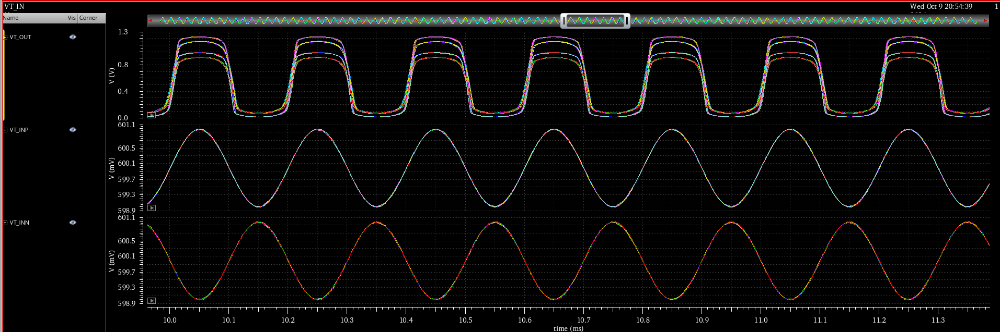 VT_IN
Wed Oct 9 20:54:39 1
Name Vis Corner
VT_OUT
1.3
0.8
0.4
0.0
V (V)
VT_INP
601.1
600.5
600.1
599.7
599.3
598.9
V (mV)
VT_INN
601.1
600.5
600.1
599.7
599.3
598.9
V (mV)
10.0 10.1 10.2 10.3 10.4 10.5 10.6 10.7 10.8 10.9 11.0 11.1 11.2 11.3
time (ms)